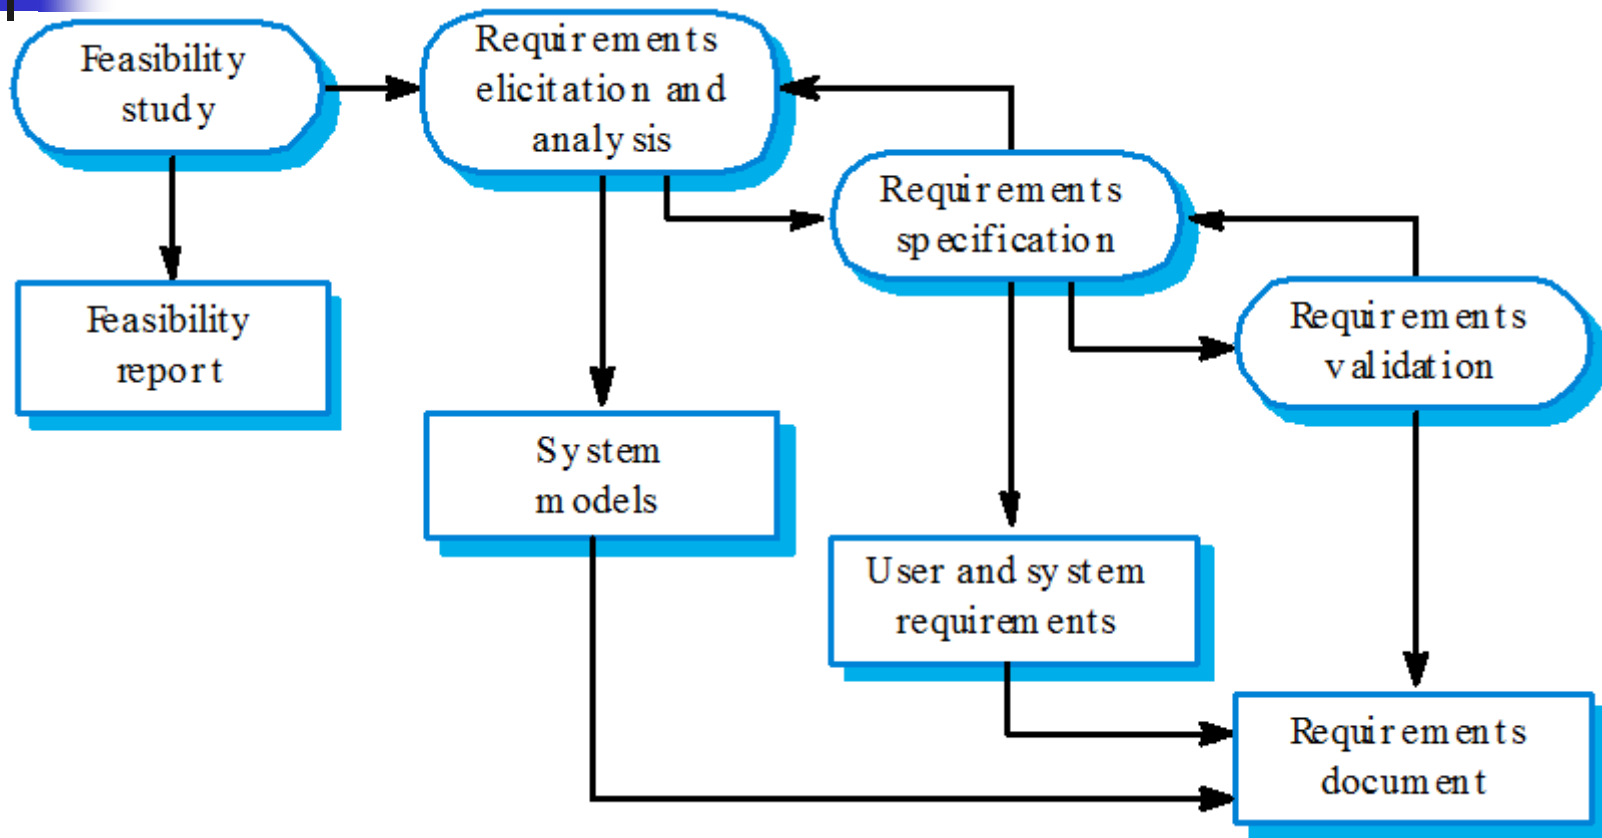 Feasibility
study
Requirements
elicitation and
analysis
Requirements
specification
Requirements
validation
Feasibility
report
System
models
User and system
requirements
Requirements
document